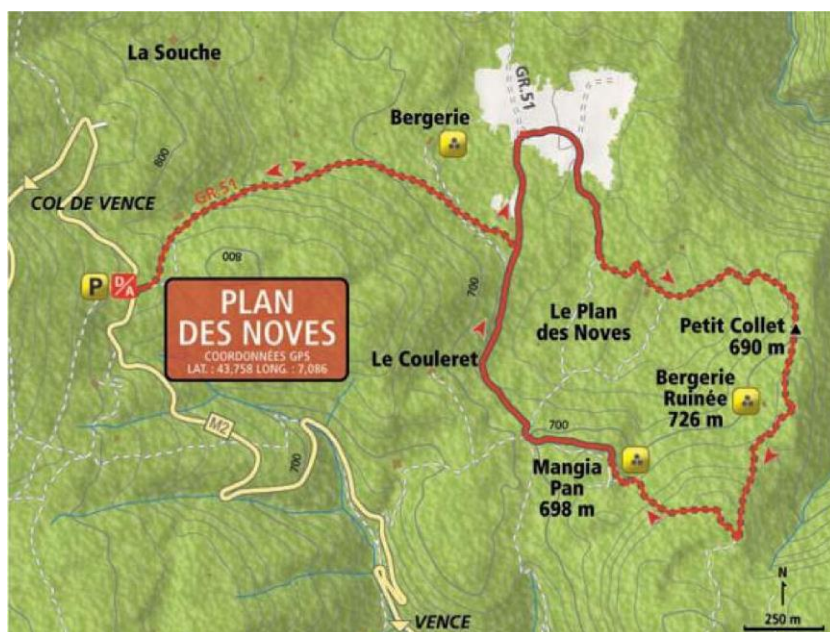 La Souche
GR.51
Bergerie
800
COL DE VENCE
GR.51
P
D/A
800
PLAN
DES NOVES
COORDONNÉES GPS
LAT. : 43,758 LONG. : 7,086
700
Le Plan
des Noves
Petit Collet
690 m
Le Couleret
Bergerie
Ruinée
726 m
M2
700
700
Mangia
Pan
698 m
N
250 m
VENCE